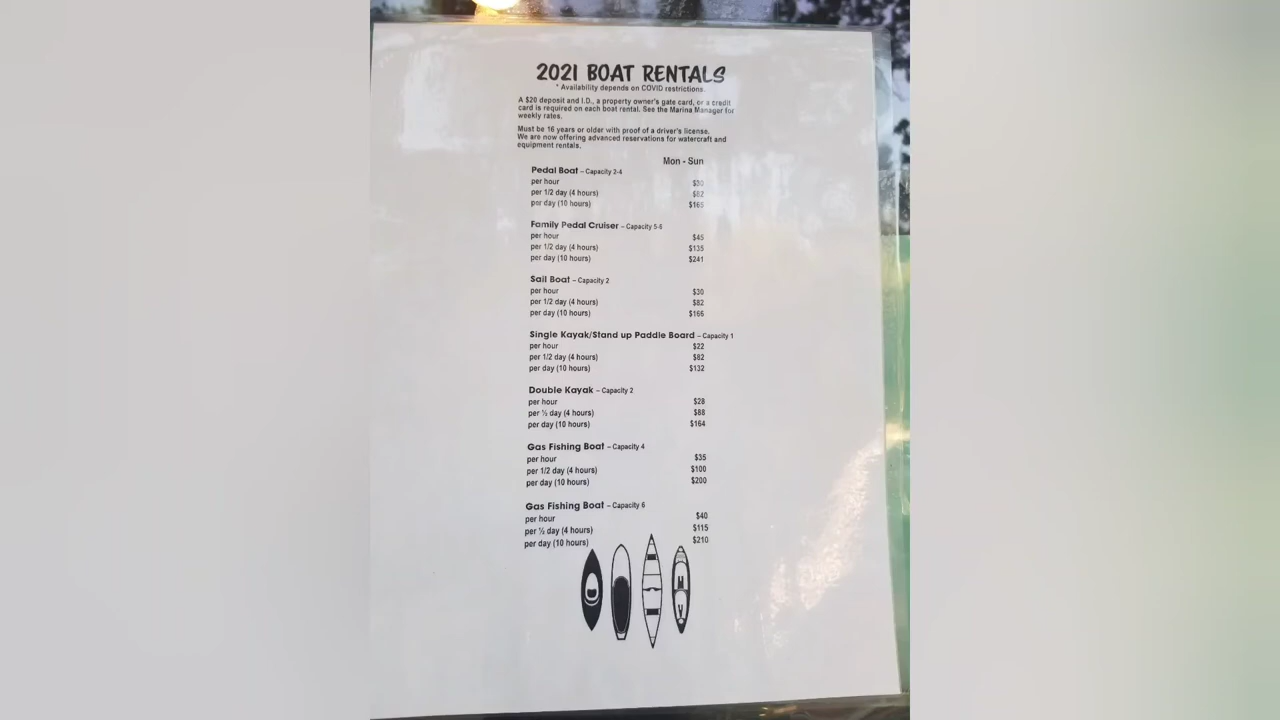 2021 BOAT RENTALS
* Availability depends on COVID restrictions.
A $20 deposit and I.D., a property owner's gate card, or a credit
card is required on each boat rental. See the Marina Manager for
weekly rates.
Must be 16 years or older with proof of a driver's license.
We are now offering advanced reservations for watercraft and
equipment rentals.
Mon - Sun
Pedal Boat – Capacity 2-4
per hour $30
per 1/2 day (4 hours) $82
per day (10 hours) $165
Family Pedal Cruiser – Capacity 5-6
per hour $45
per 1/2 day (4 hours) $135
per day (10 hours) $241
Sail Boat – Capacity 2
per hour $30
per 1/2 day (4 hours) $82
per day (10 hours) $166
Single Kayak/Stand up Paddle Board – Capacity 1
per hour $22
per 1/2 day (4 hours) $82
per day (10 hours) $132
Double Kayak – Capacity 2
per hour $28
per ½ day (4 hours) $88
per day (10 hours) $164
Gas Fishing Boat – Capacity 4
per hour $35
per 1/2 day (4 hours) $100
per day (10 hours) $200
Gas Fishing Boat – Capacity 6
per hour $40
per ½ day (4 hours) $115
per day (10 hours) $210